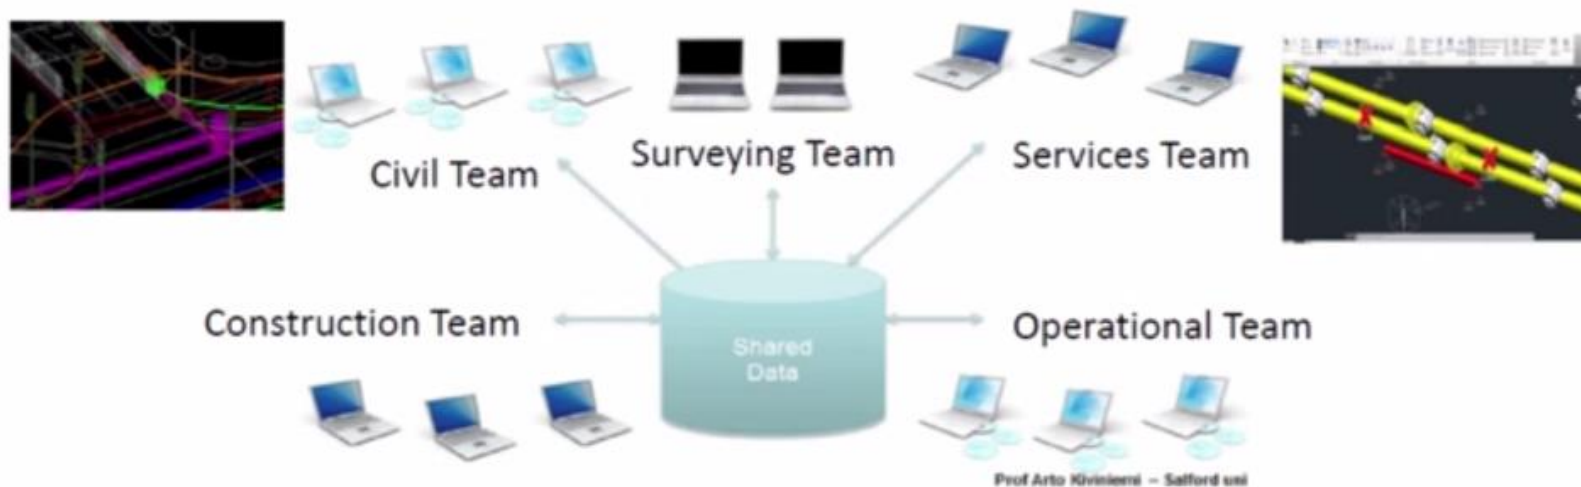 Civil Team
Surveying Team
Services Team
Construction Team
Shared
Data
Operational Team
Prof Arto Kiviniemi – Salford uni